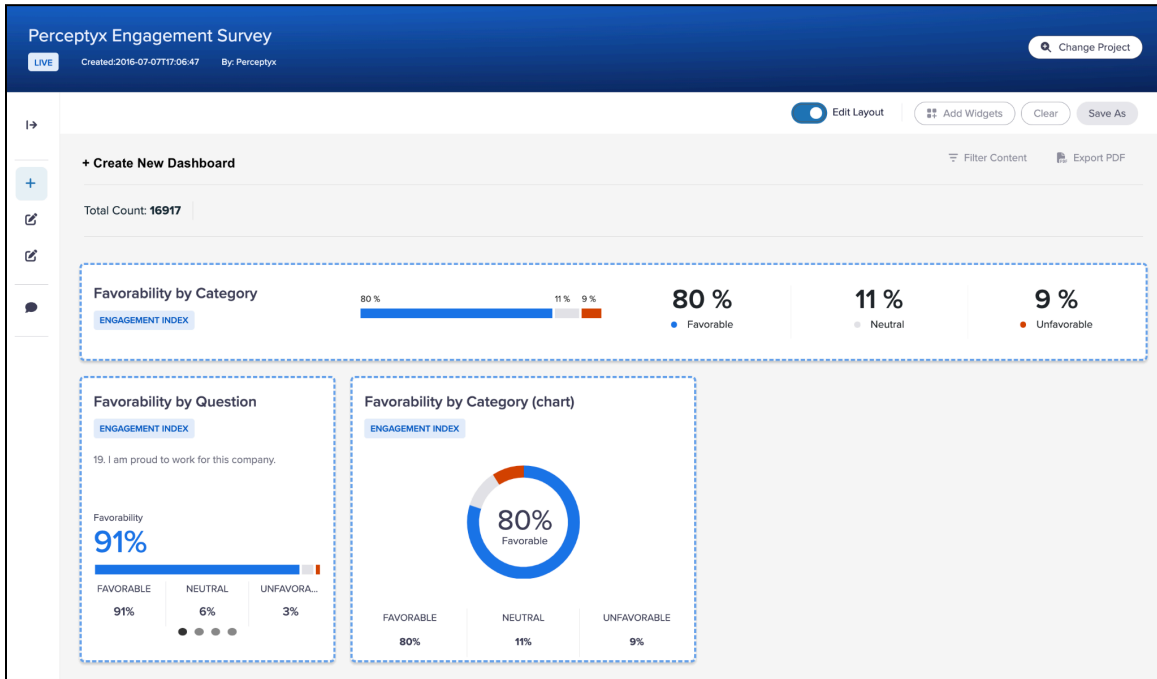 Perceptyx Engagement Survey
LIVE Created:2016-07-07T17:06:47 By: Perceptyx
Change Project
Edit Layout Add Widgets Clear Save As
+ Create New Dashboard
Filter Content Export PDF
Total Count: 16917
Favorability by Category
ENGAGEMENT INDEX
80 % 11 % 9 %
80 % 11 % 9 %
Favorable Neutral Unfavorable
Favorability by Question
ENGAGEMENT INDEX
19. I am proud to work for this company.
Favorability
91%
FAVORABLE NEUTRAL UNFAVORA...
91% 6% 3%
Favorability by Category (chart)
ENGAGEMENT INDEX
80%
Favorable
FAVORABLE NEUTRAL UNFAVORABLE
80% 11% 9%